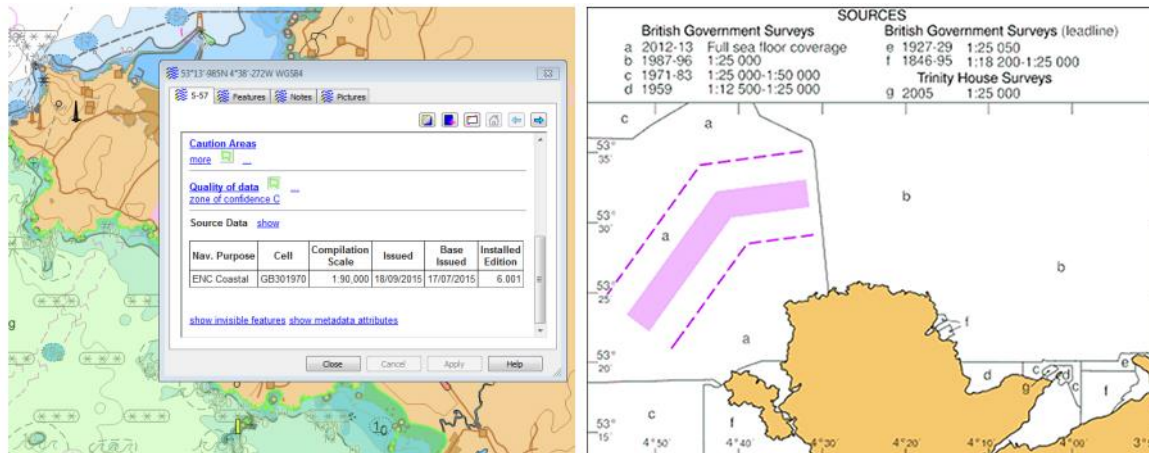 53°13'·985N 4°38'·272W WGS84
S-57 Features Notes Pictures
Caution Areas
more ...
Quality of data ...
zone of confidence C
Source Data show
Nav. Purpose Cell Compilation Scale Issued Base Issued Installed Edition
ENC Coastal GB301970 1:90,000 18/09/2015 17/07/2015 6.001
show invisible features show metadata attributes
Close Cancel Apply Help
10
g
SOURCES
British Government Surveys
a 2012-13 Full sea floor coverage
b 1987-96 1:25 000
c 1971-83 1:25 000-1:50 000
d 1959 1:12 500-1:25 000
British Government Surveys (leadline)
e 1927-29 1:25 050
f 1846-95 1:18 200-1:25 000
Trinity House Surveys
g 2005 1:25 000
c a
53°
35'
b
53°
30'
a
b
53°
25'
f
a
53°
20'
d c d e
g c f
c f
53°
15'
4°50' 4°40' 4°30' 4°20' 4°10' 4°00'